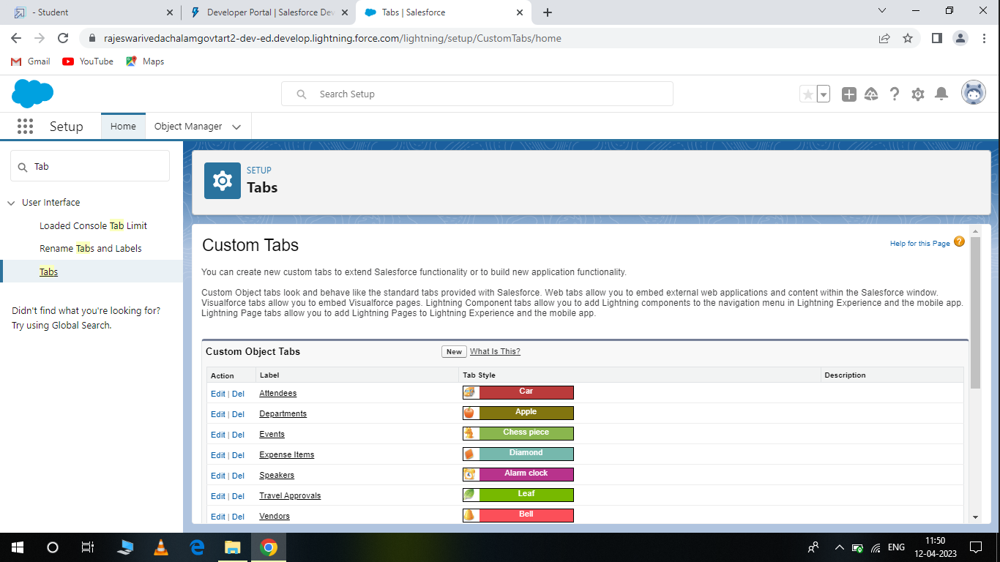 - Student
Developer Portal | Salesforce Dev
Tabs | Salesforce
rajeswarivedachalamgovtart2-dev-ed.develop.lightning.force.com/lightning/setup/CustomTabs/home
Gmail
YouTube
Maps
Search Setup
Setup
Home
Object Manager
Tab
User Interface
Loaded Console Tab Limit
Rename Tabs and Labels
Tabs
Didn't find what you're looking for?
Try using Global Search.
SETUP
Tabs
Custom Tabs
Help for this Page
You can create new custom tabs to extend Salesforce functionality or to build new application functionality.
Custom Object tabs look and behave like the standard tabs provided with Salesforce. Web tabs allow you to embed external web applications and content within the Salesforce window.
Visualforce tabs allow you to embed Visualforce pages. Lightning Component tabs allow you to add Lightning components to the navigation menu in Lightning Experience and the mobile app.
Lightning Page tabs allow you to add Lightning Pages to Lightning Experience and the mobile app.
Custom Object Tabs New What Is This?
Action Label Tab Style Description
Edit | Del Attendees Car
Edit | Del Departments Apple
Edit | Del Events Chess piece
Edit | Del Expense Items Diamond
Edit | Del Speakers Alarm clock
Edit | Del Travel Approvals Leaf
Edit | Del Vendors Bell
ENG
11:50
12-04-2023